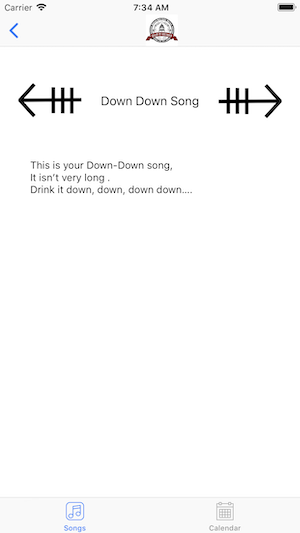 Carrier 7:34 AM
Down Down Song
This is your Down-Down song,
It isn't very long .
Drink it down, down, down down....
Songs Calendar